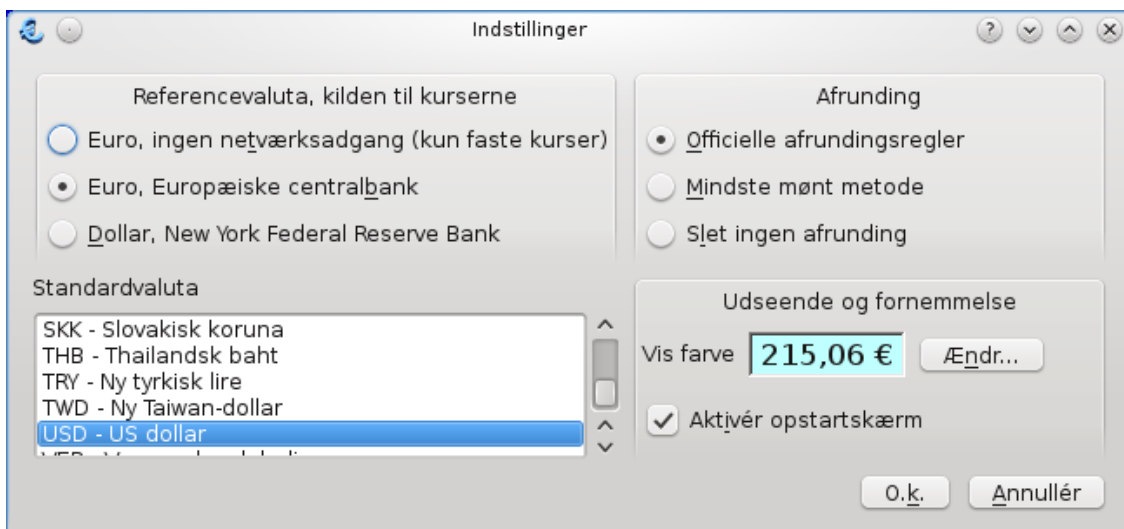 Indstillinger
Referencevaluta, kilden til kurserne
Euro, ingen netværksadgang (kun faste kurser)
Euro, Europæiske centralbank
Dollar, New York Federal Reserve Bank
Afrunding
Officielle afrundingsregler
Mindste mønt metode
Slet ingen afrunding
Standardvaluta
SKK - Slovakisk koruna
THB - Thailandsk baht
TRY - Ny tyrkisk lire
TWD - Ny Taiwan-dollar
USD - US dollar
Udseende og fornemmelse
Vis farve 215,06 € Ændr...
Aktivér opstartskærm
O.k. Annullér